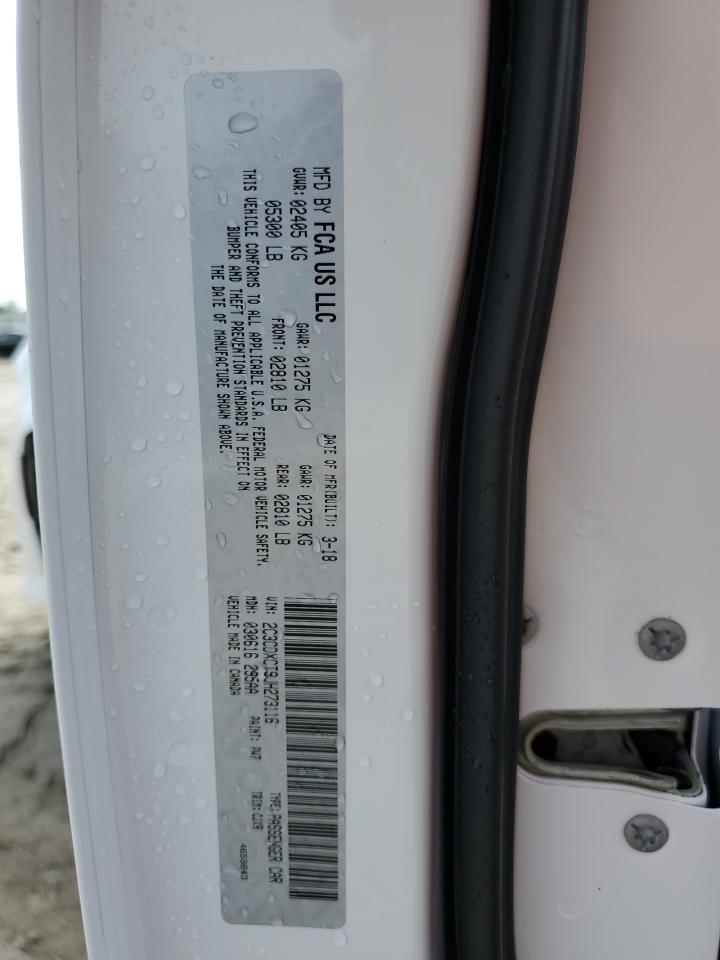 MFD BY FCA US LLC
DATE OF MFR(BUILT): 3-18
GVWR: 02405 KG
GAWR: 01275 KG
GAWR: 01275 KG
05300 LB
FRONT: 02810 LB
REAR: 02810 LB
THIS VEHICLE CONFORMS TO ALL APPLICABLE U.S.A. FEDERAL MOTOR VEHICLE SAFETY,
BUMPER AND THEFT PREVENTION STANDARDS IN EFFECT ON
THE DATE OF MANUFACTURE SHOWN ABOVE.
VIN: 2C3CDXCT9JH273116
TYPE: PASSENGER CAR
MDH: 030616 295AA
PAINT: PW7
TRIM: CJX9
VEHICLE MADE IN CANADA